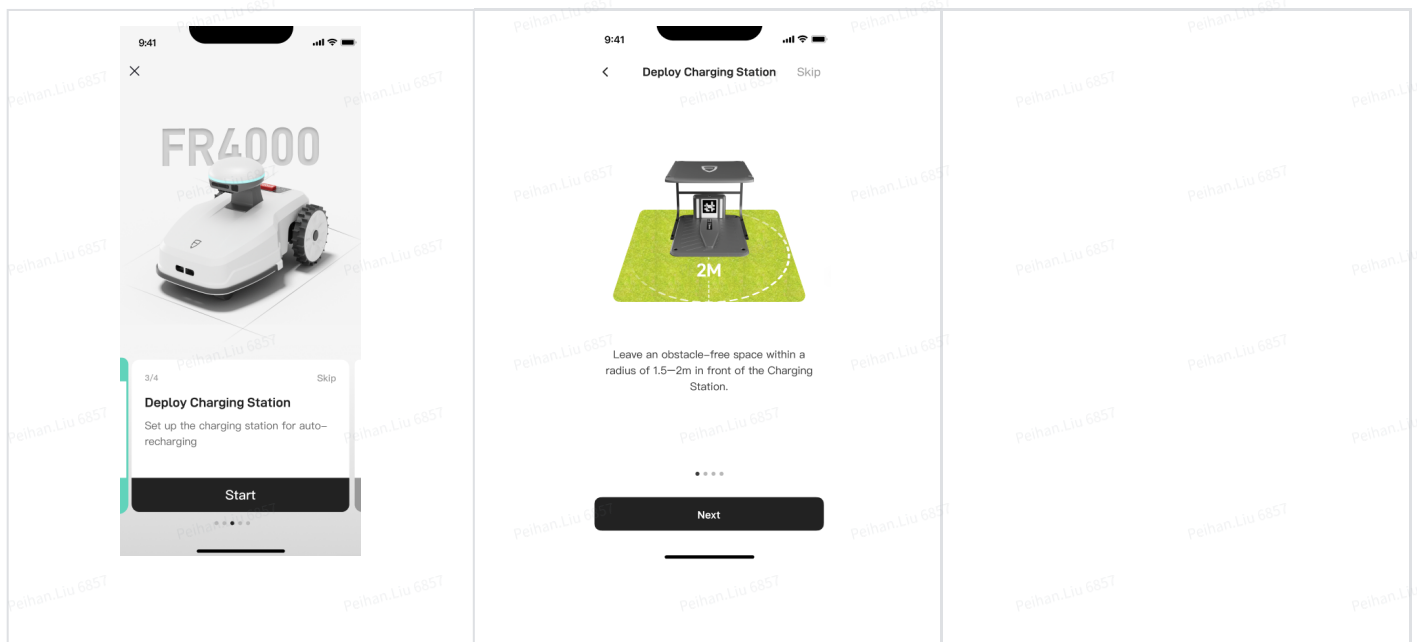 9:41
FR4000
3/4
Skip
Deploy Charging Station
Set up the charging station for auto-
recharging
Start
9:41
Deploy Charging Station
Skip
2M
Leave an obstacle-free space within a
radius of 1.5—2m in front of the Charging
Station.
Next
Peihan.Liu 6857